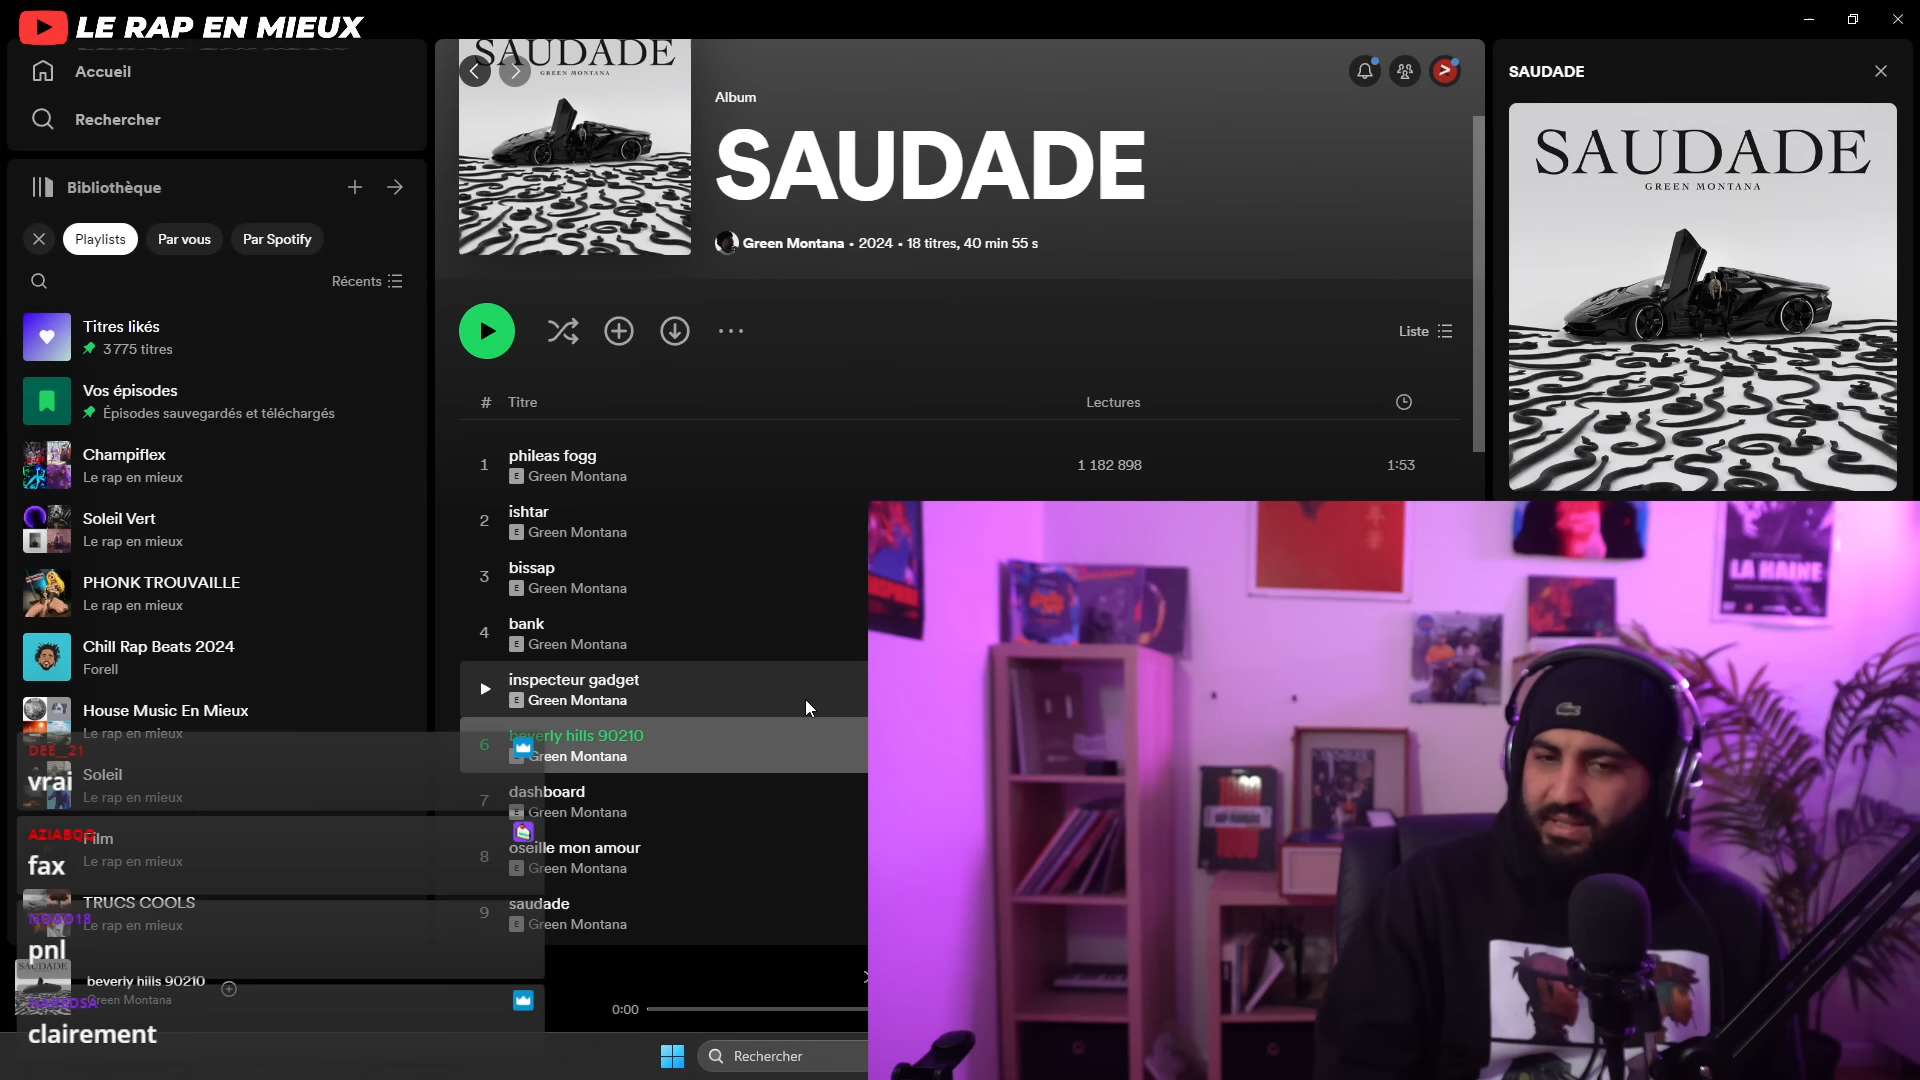 LE RAP EN MIEUX
Accueil
Rechercher
Bibliothèque
Playlists
Par vous
Par Spotify
Récents
Titres likés
3 775 titres
Vos épisodes
Épisodes sauvegardés et téléchargés
Champiflex
Le rap en mieux
Soleil Vert
Le rap en mieux
PHONK TROUVAILLE
Le rap en mieux
Chill Rap Beats 2024
Forell
House Music En Mieux
Le rap en mieux
DEE_21
vrai
Soleil
Le rap en mieux
Film
Le rap en mieux
fax
TRUCS COOLS
Le rap en mieux
pnl
SAUDADE
beverly hills 90210
Green Montana
clairement
SAUDADE
GREEN MONTANA
Album
SAUDADE
Green Montana • 2024 • 18 titres, 40 min 55 s
Liste
# Titre Lectures
1 phileas fogg 1 182 898 1:53
E Green Montana
2 ishtar
E Green Montana
3 bissap
E Green Montana
4 bank
E Green Montana
inspecteur gadget
E Green Montana
6 beverly hills 90210
Green Montana
7 dashboard
E Green Montana
8 oseille mon amour
E Green Montana
9 saudade
E Green Montana
0:00
Rechercher
SAUDADE
SAUDADE
GREEN MONTANA
LA HAINE